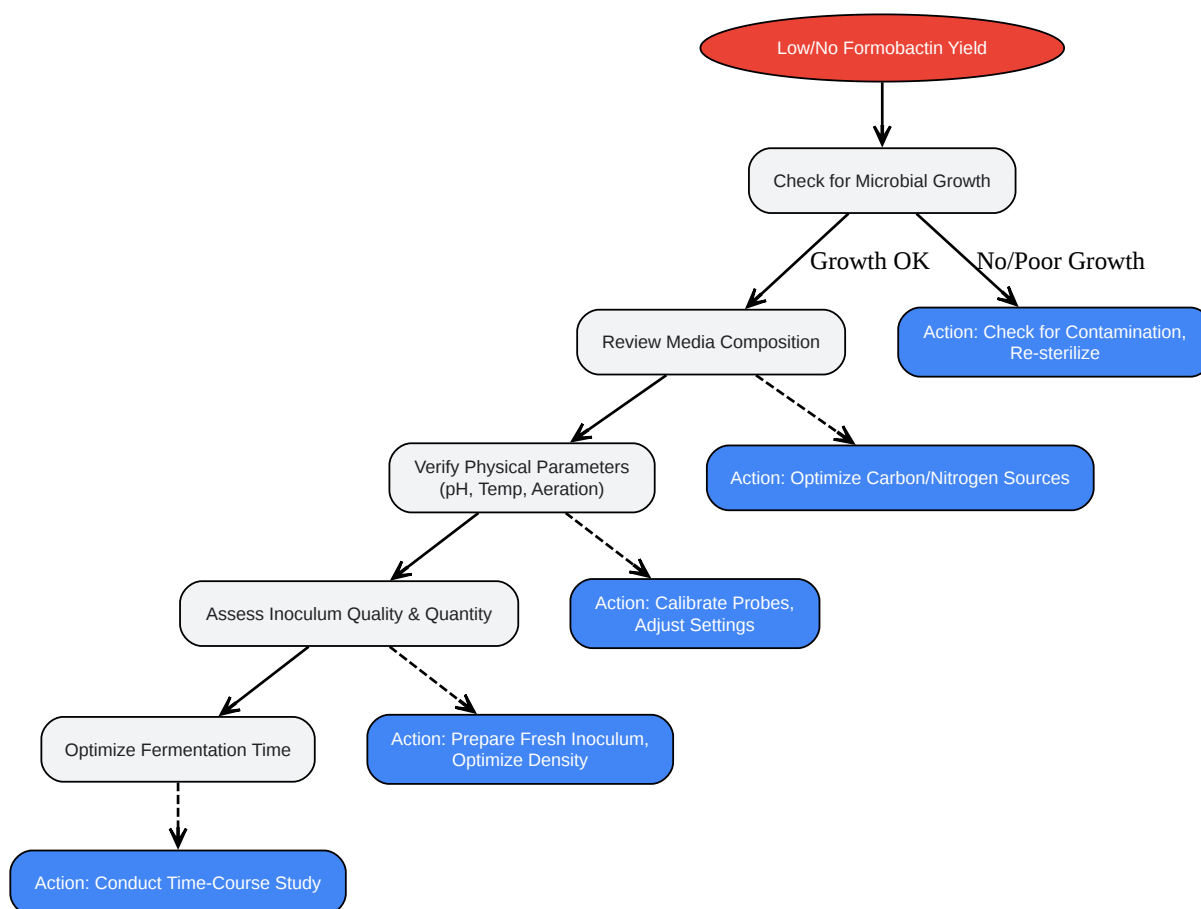 Low/No Formobactin Yield
Check for Microbial Growth
Growth OK
No/Poor Growth
Review Media Composition
Action: Check for Contamination,
Re-sterilize
Verify Physical Parameters
(pH, Temp, Aeration)
Action: Optimize Carbon/Nitrogen Sources
Assess Inoculum Quality & Quantity
Action: Calibrate Probes,
Adjust Settings
Optimize Fermentation Time
Action: Prepare Fresh Inoculum,
Optimize Density
Action: Conduct Time-Course Study